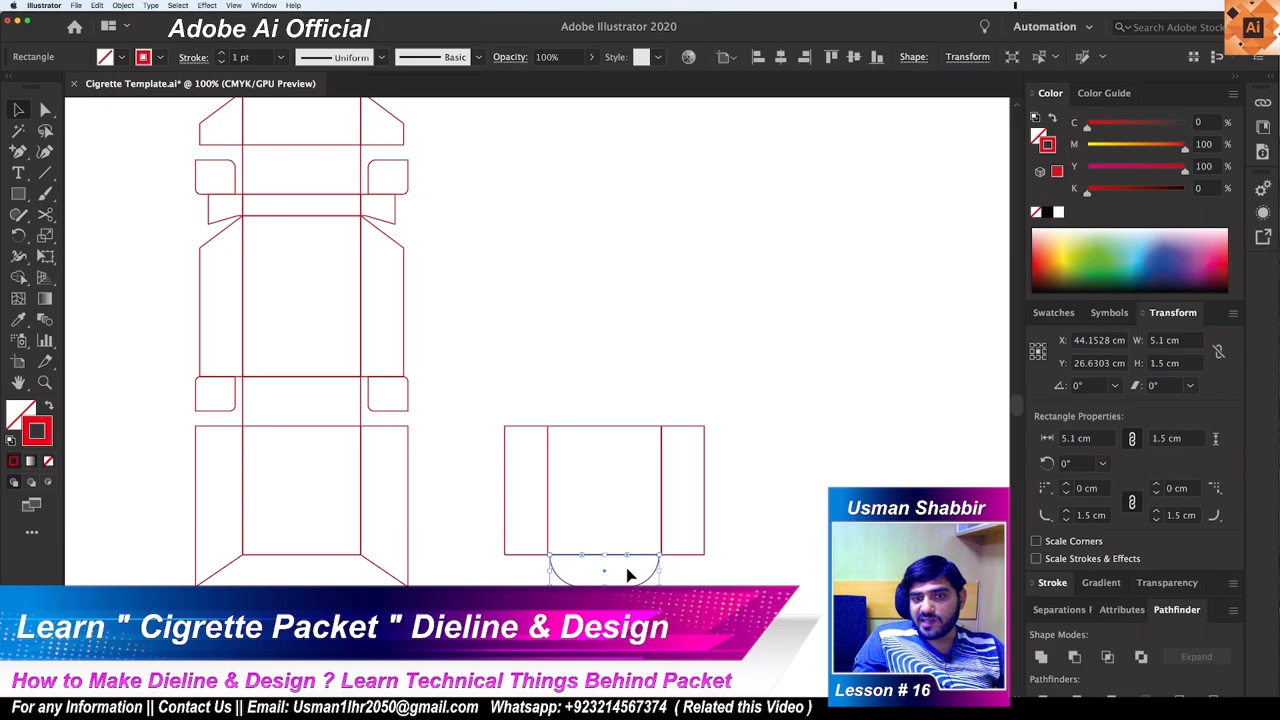 Illustrator File Edit Object Type Select Effect View Window Help
Adobe Ai Official
Adobe Illustrator 2020
Automation
Search Adobe Stock
Ai
Rectangle
Stroke: 1 pt
Uniform
Basic
Opacity: 100%
Style:
Shape:
Transform
× Cigrette Template.ai* @ 100% (CMYK/GPU Preview)
Color Color Guide
C 0 %
M 100 %
Y 100 %
K 0 %
Swatches Symbols Transform
X: 44.1528 cm W: 5.1 cm
Y: 26.6303 cm H: 1.5 cm
0° 0°
Rectangle Properties:
5.1 cm 1.5 cm
0°
0 cm 0 cm
1.5 cm 1.5 cm
Scale Corners
Scale Strokes & Effects
Stroke Gradient Transparency
Separations Attributes Pathfinder
Shape Modes:
Expand
Pathfinders:
Usman Shabbir
Lesson # 16
Learn " Cigrette Packet " Dieline & Design
How to Make Dieline & Design ? Learn Technical Things Behind Packet
For any Information || Contact Us || Email: Usman1lhr2050@gmail.com Whatsapp: +923214567374 ( Related this Video )